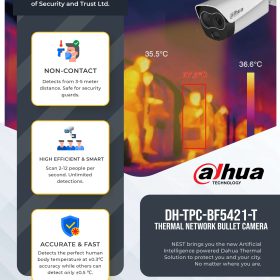 of Security and Trust Ltd.
NON-CONTACT
Detects from 3-5 meter
distance. Safe for security
guards.
HIGH EFFICIENT & SMART
Scan 2-12 people per
second. Unlimited
detections.
ACCURATE & FAST
Detects the perfect human
body temperature at ±0.3°C
accuracy while others can
detect only ±0.5 °C.
alhua
35.5°C
37.3°C
36.6°C
alhua
TECHNOLOGY
DH-TPC-BF5421-T
THERMAL NETWORK BULLET CAMERA
NEST brings you the new Artificial
Intelligence powered Dahua Thermal
Solution to protect you and your city.
No matter where you are.